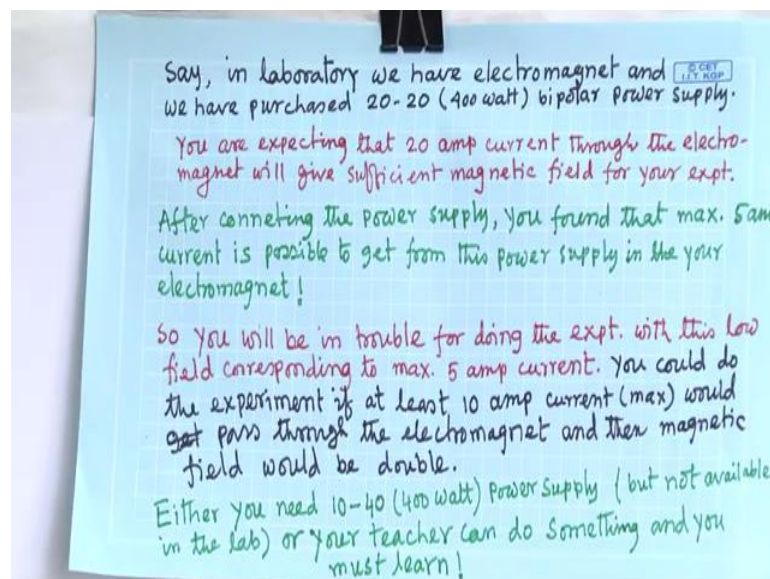 Say, in laboratory we have electromagnet and
© CET
I.I.T. KGP
we have purchased 20-20 (400 watt) bipolar power supply.
You are expecting that 20 amp current through the electro-
magnet will give sufficient magnetic field for your expt.
After conneting the power supply, you found that max. 5 am
current is possible to get from this power supply in the your
electromagnet!
So you will be in trouble for doing the expt. with this low
field corresponding to max. 5 amp current. You could do
the experiment if at least 10 amp current (max) would
get pass through the electromagnet and then magnetic
field would be double.
Either you need 10-40 (400 watt) power supply (but not available
in the lab) or your teacher can do something and you
must learn!